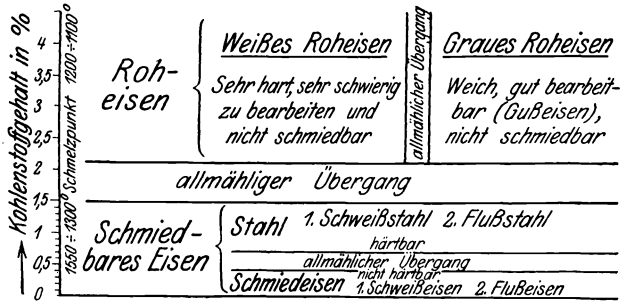 → Kohlenstoffgehalt in %
4
3,5
3
2,5
2
1,5
1
0,5
0
1550 ÷ 1300° Schmelzpunkt 1200 ÷ 1100°
Roh-
eisen
Weißes Roheisen
Sehr hart, sehr schwierig
zu bearbeiten und
nicht schmiedbar
allmählicher Übergang
Graues Roheisen
Weich, gut bearbeit-
bar (Gußeisen),
nicht schmiedbar
allmähliger Übergang
Schmied-
bares Eisen
Stahl 1. Schweißstahl 2. Flußstahl
härtbar
allmählicher Übergang
nicht härtbar
Schmiedeisen 1. Schweißeisen 2. Flußeisen